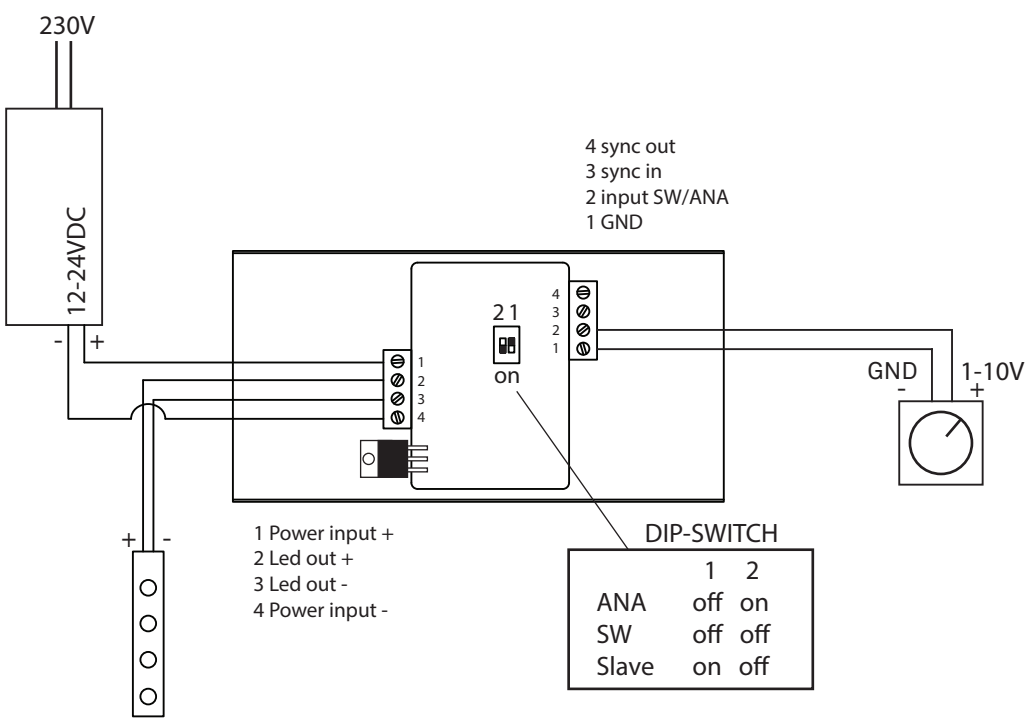 230V
12-24VDC
- +
4 sync out
3 sync in
2 input SW/ANA
1 GND
2 1
on
4
3
2
1
1
2
3
4
GND 1-10V
- +
+ -
1 Power input +
2 Led out +
3 Led out -
4 Power input -
DIP-SWITCH
1 2
ANA off on
SW off off
Slave on off